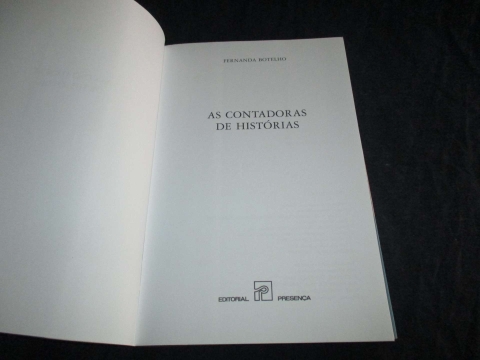 FERNANDA BOTELHO
AS CONTADORAS
DE HISTÓRIAS
EDITORIAL PRESENÇA